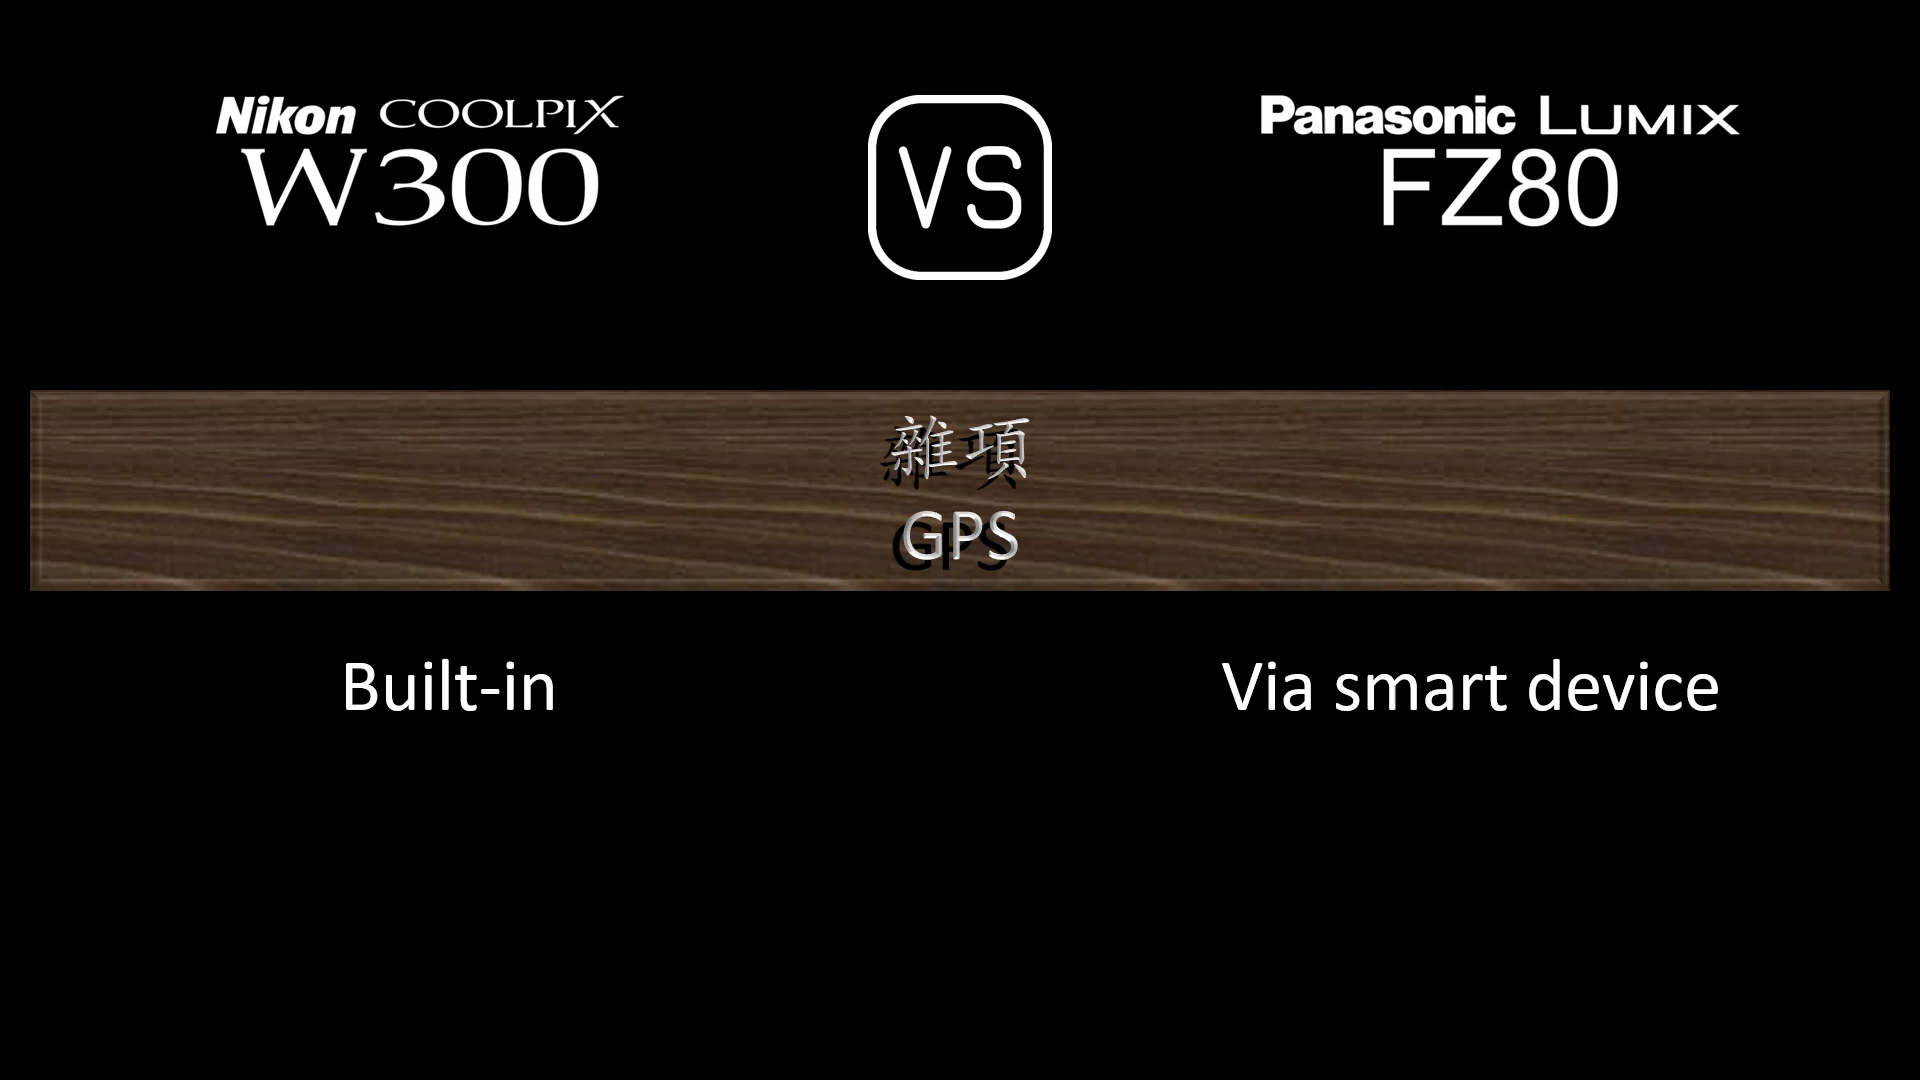 Nikon COOLPIX
W300
VS
Panasonic LUMIX
FZ80
雜項
GPS
Built-in
Via smart device